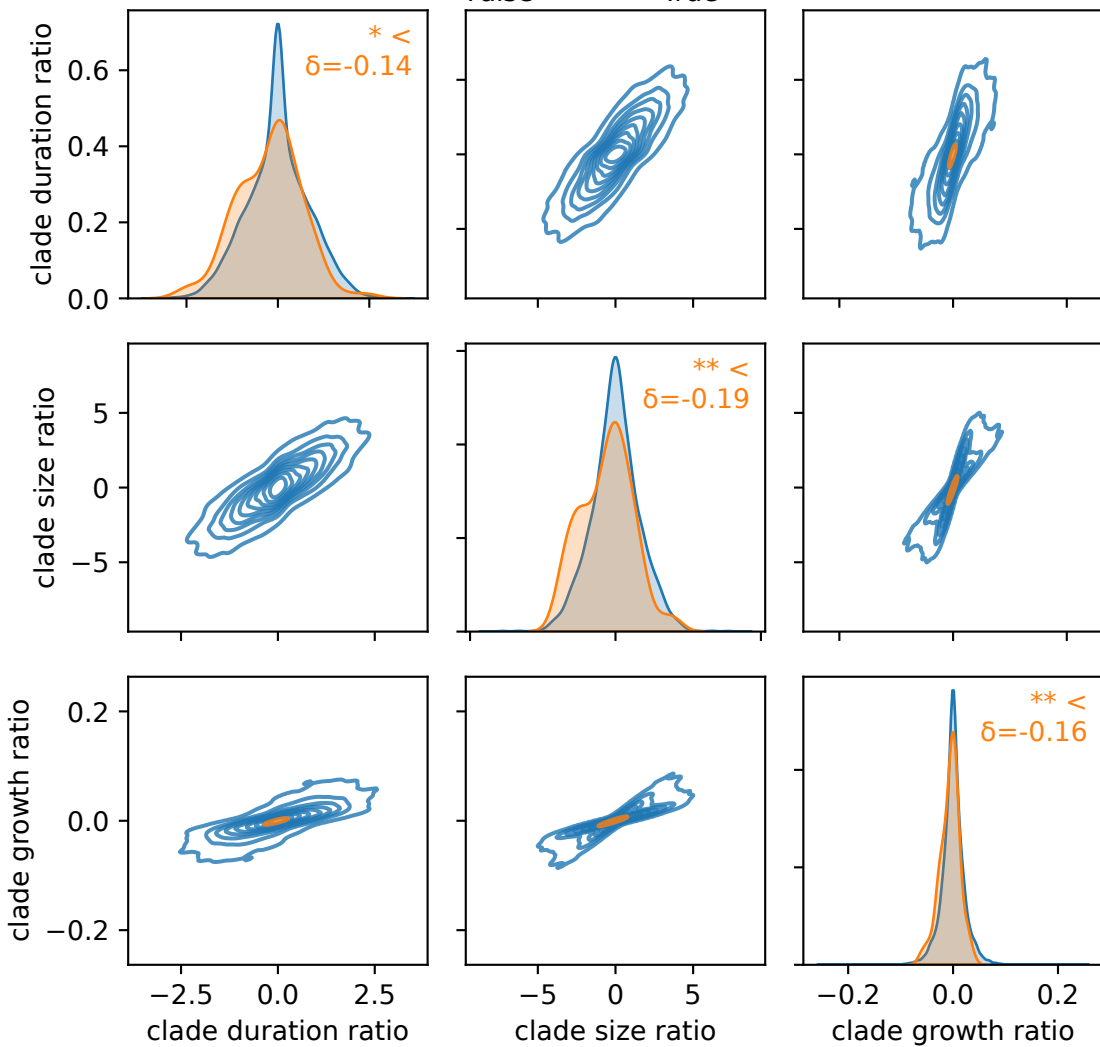 clade duration ratio
0.6
0.4
0.2
0.0
* <
δ=-0.14
clade size ratio
5
0
−5
** <
δ=-0.19
clade growth ratio
0.2
0.0
−0.2
** <
δ=-0.16
−2.5 0.0 2.5
−5 0 5
−0.2 0.0 0.2
clade duration ratio
clade size ratio
clade growth ratio